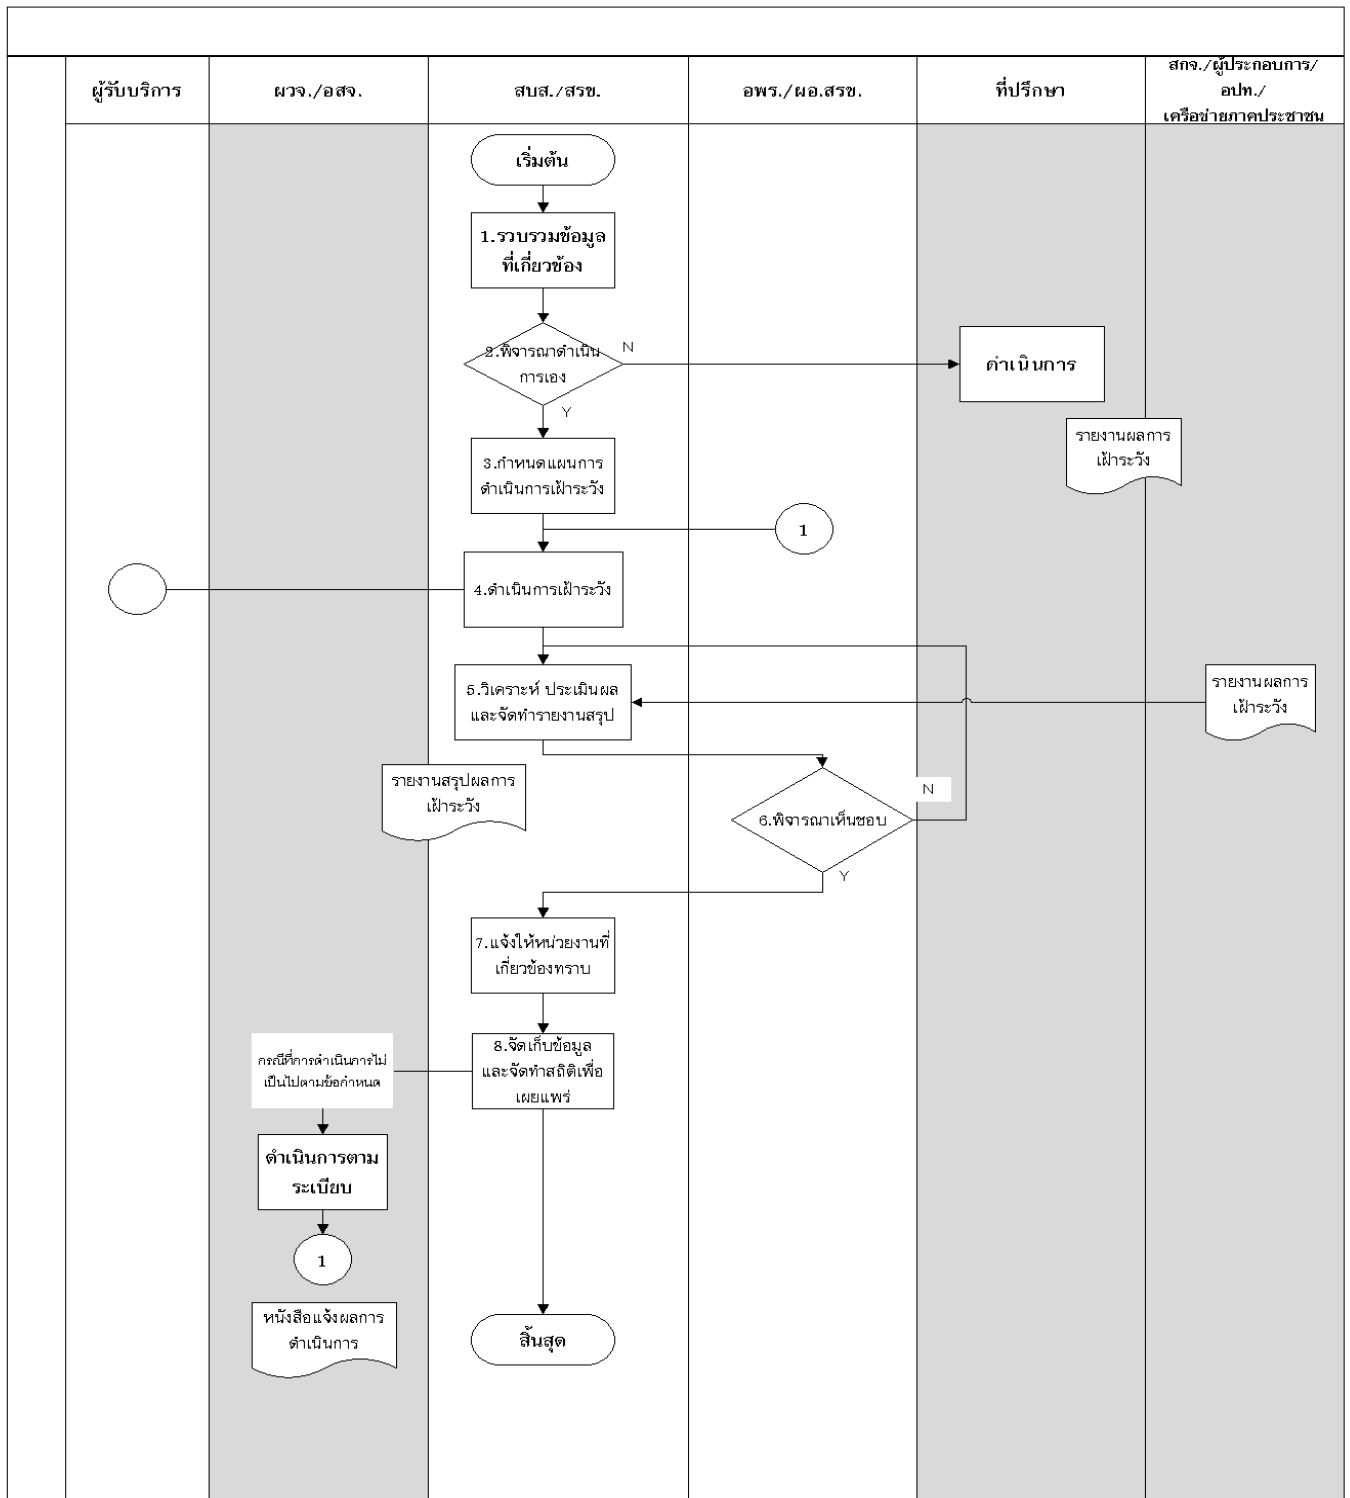 ผู้รับบริการ
ผวจ./อสจ.
สบส./สรข.
อพร./ผอ.สรข.
ที่ปรึกษา
สกจ./ผู้ประกอบการ/
อปท./
เครือข่ายภาคประชาชน
เริ่มต้น
1.รวบรวมข้อมูล
ที่เกี่ยวข้อง
2.พิจารณาดำเนิน
การเอง
N
Y
ดำเนินการ
รายงานผลการ
เฝ้าระวัง
3.กำหนดแผนการ
ดำเนินการเฝ้าระวัง
1
4.ดำเนินการเฝ้าระวัง
5.วิเคราะห์ ประเมินผล
และจัดทำรายงานสรุป
รายงานผลการ
เฝ้าระวัง
รายงานสรุปผลการ
เฝ้าระวัง
6.พิจารณาเห็นชอบ
N
Y
7.แจ้งให้หน่วยงานที่
เกี่ยวข้องทราบ
8.จัดเก็บข้อมูล
และจัดทำสถิติเพื่อ
เผยแพร่
กรณีที่การดำเนินการไม่
เป็นไปตามข้อกำหนด
ดำเนินการตาม
ระเบียบ
1
หนังสือแจ้งผลการ
ดำเนินการ
สิ้นสุด